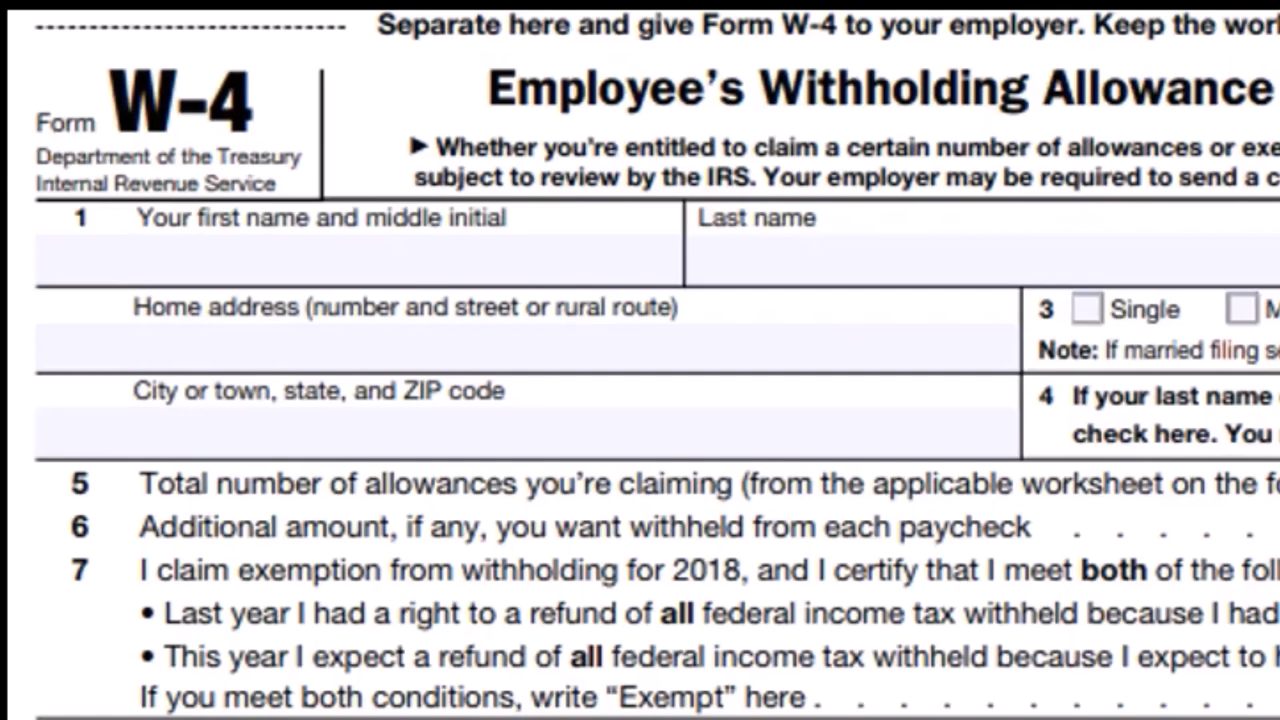 Separate here and give Form W-4 to your employer. Keep the
Form W-4
Employee's Withholding Allowance
Department of the Treasury
Internal Revenue Service
► Whether you're entitled to claim a certain number of allowances or
subject to review by the IRS. Your employer may be required to send a
1 Your first name and middle initial
Last name
Home address (number and street or rural route)
3 Single
Note: If married filing
City or town, state, and ZIP code
4 If your last name
check here. You
5 Total number of allowances you're claiming (from the applicable worksheet on the
6 Additional amount, if any, you want withheld from each paycheck . . . . .
7 I claim exemption from withholding for 2018, and I certify that I meet both of the
• Last year I had a right to a refund of all federal income tax withheld because I had
• This year I expect a refund of all federal income tax withheld because I expect to
If you meet both conditions, write “Exempt” here . . . . . . . . . . .